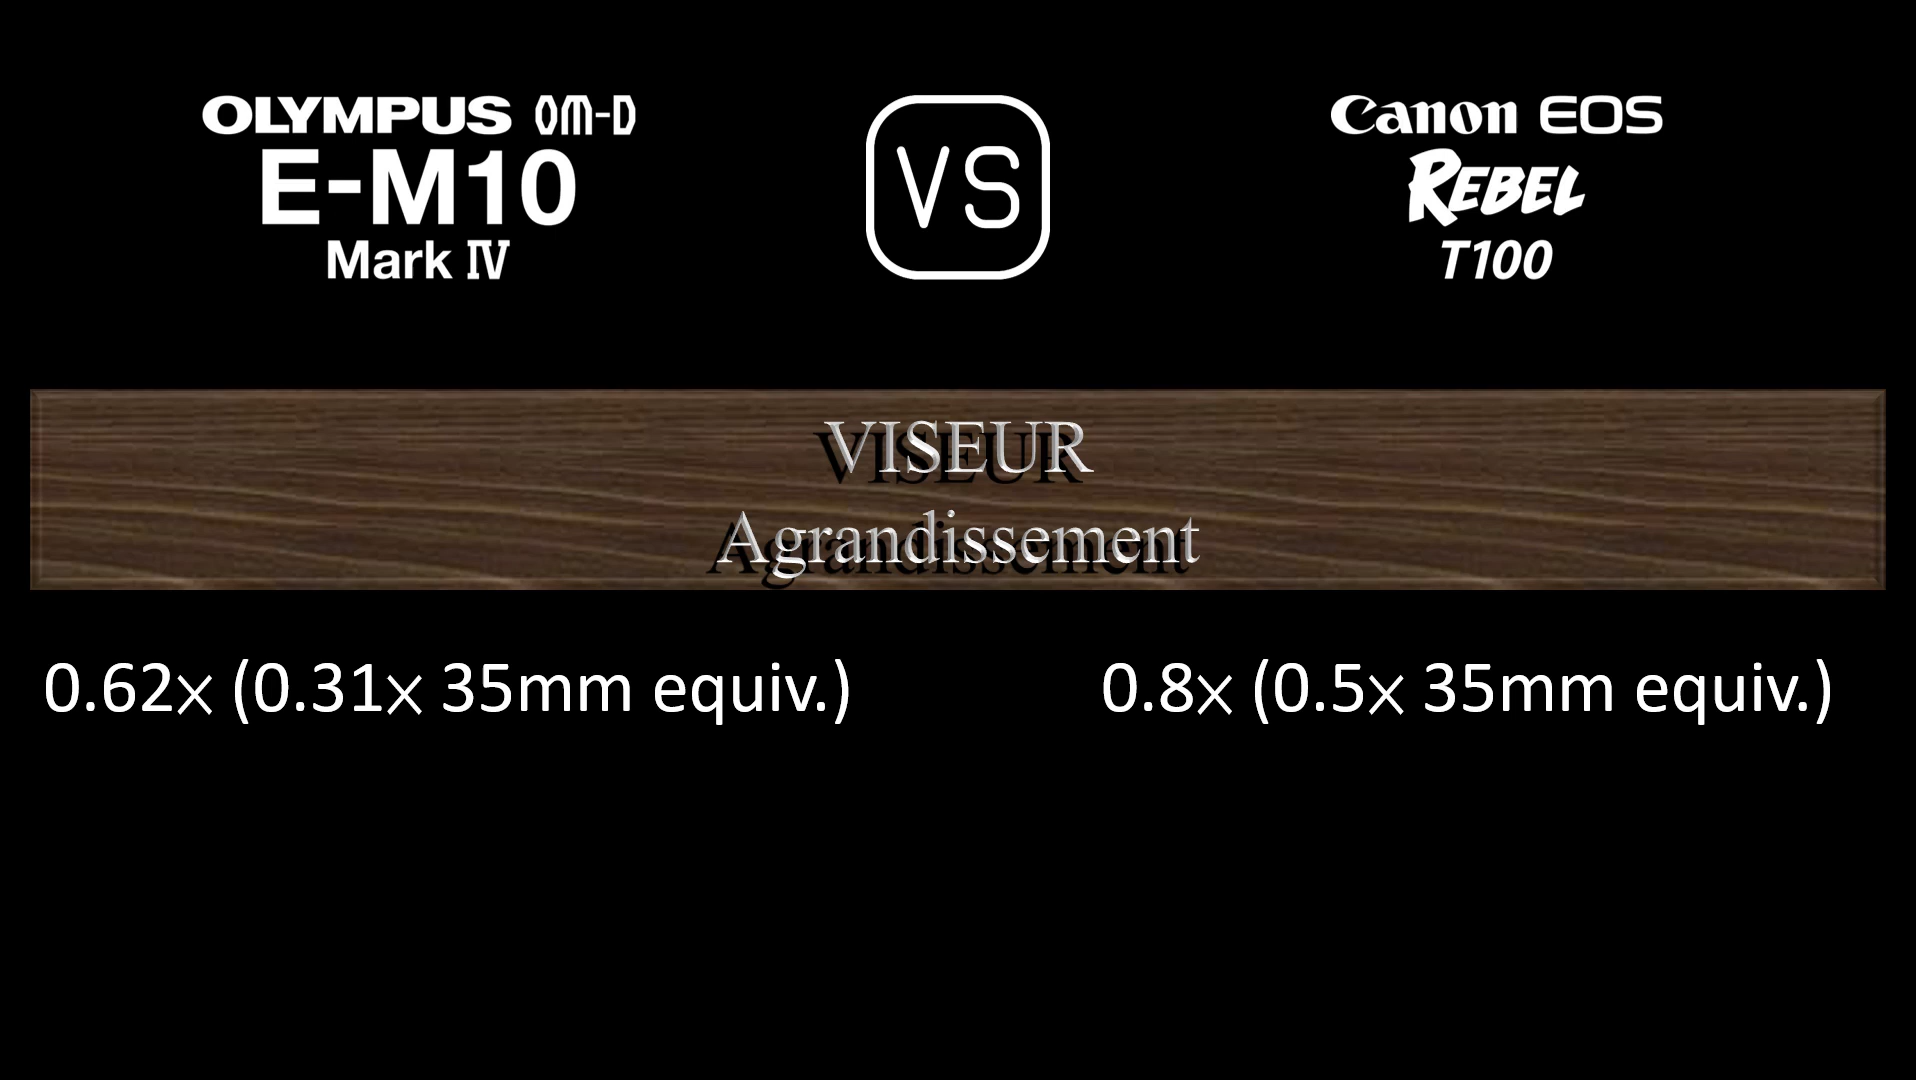 OLYMPUS OM-D
E-M10
Mark IV
VS
Canon EOS
REBEL
T100
VISEUR
Agrandissement
0.62x (0.31x 35mm equiv.)
0.8x (0.5x 35mm equiv.)